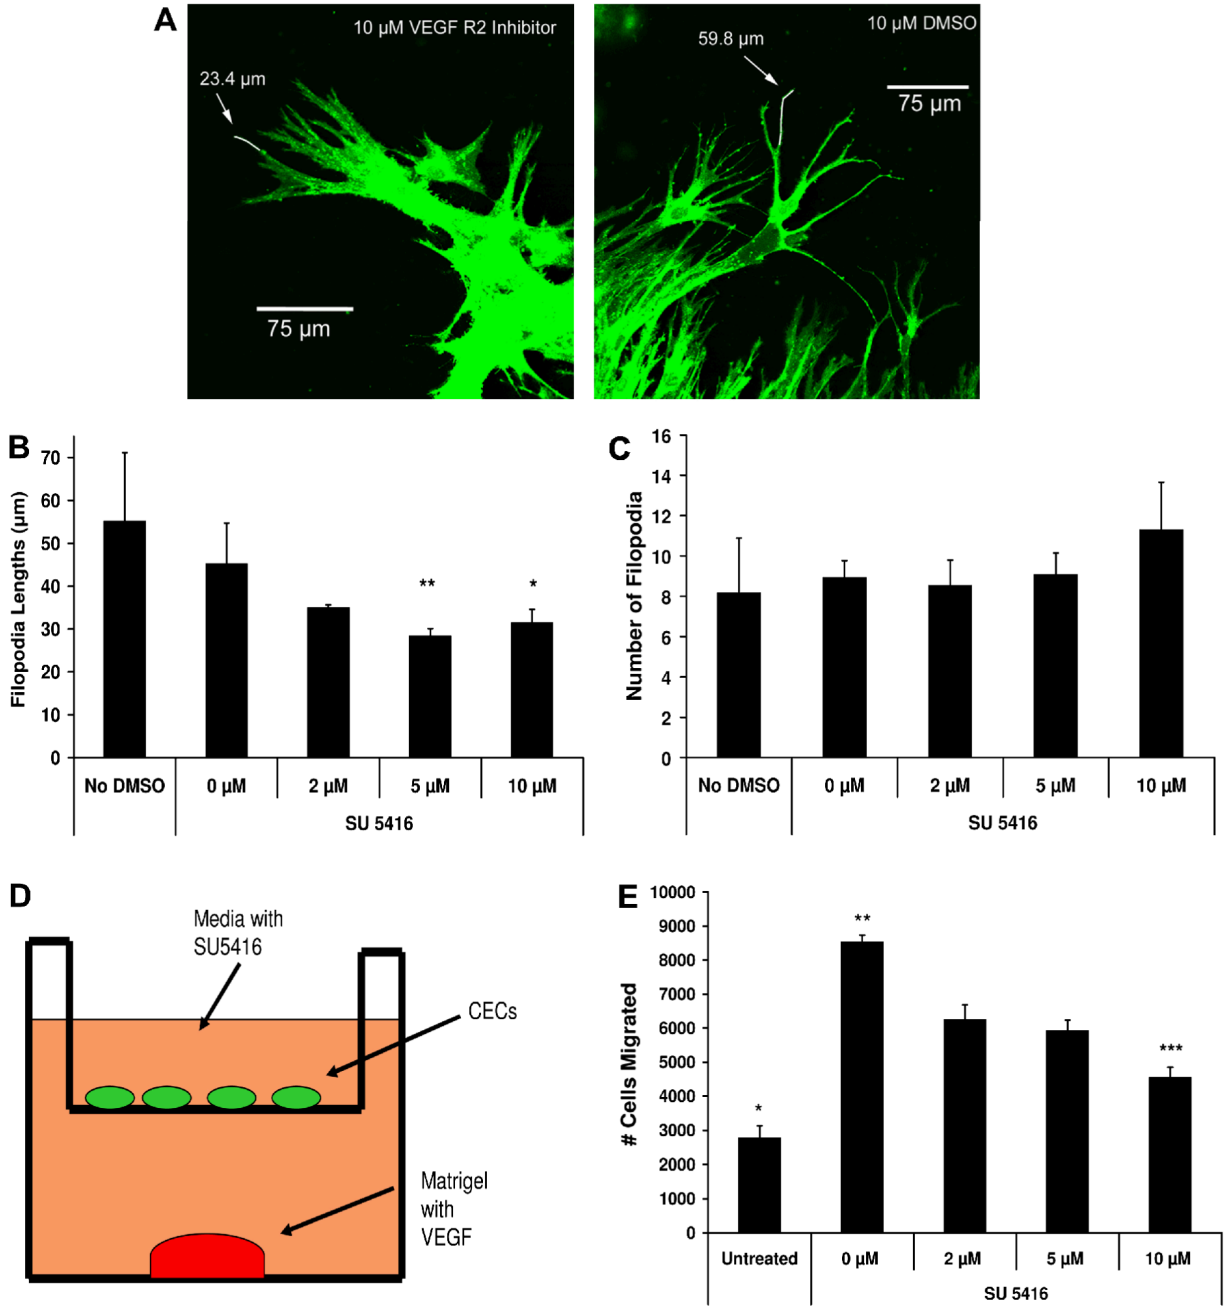 A
10 µM VEGF R2 Inhibitor
23.4 µm
75 µm
10 µM DMSO
59.8 µm
75 µm
B
Filopodia Lengths (µm)
70
60
50
40
30
20
10
0
**
*
No DMSO
0 µM
2 µM
5 µM
10 µM
SU 5416
C
Number of Filopodia
16
14
12
10
8
6
4
2
0
No DMSO
0 µM
2 µM
5 µM
10 µM
SU 5416
D
Media with
SU5416
CECs
Matrigel
with
VEGF
E
# Cells Migrated
10000
9000
8000
7000
6000
5000
4000
3000
2000
1000
0
*
**
***
Untreated
0 µM
2 µM
5 µM
10 µM
SU 5416